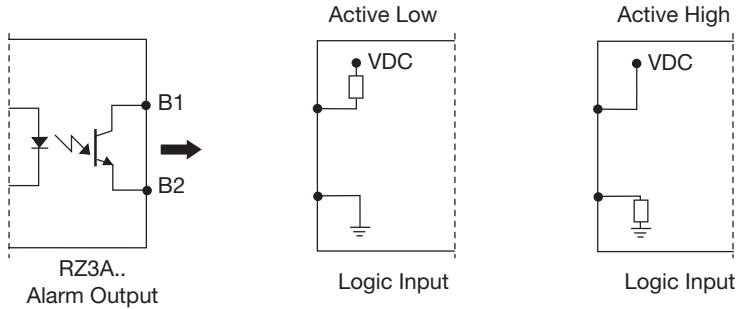 Active Low
Active High
VDC
VDC
B1
B2
RZ3A..
Alarm Output
Logic Input
Logic Input